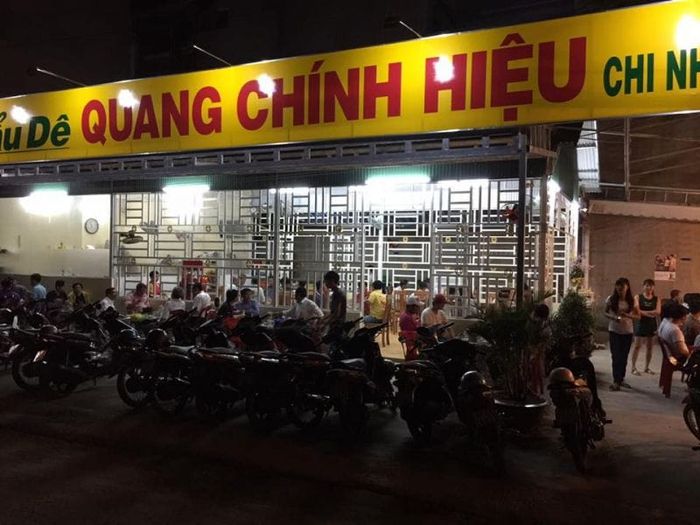 Dê QUANG CHÍNH HIỆU CHI